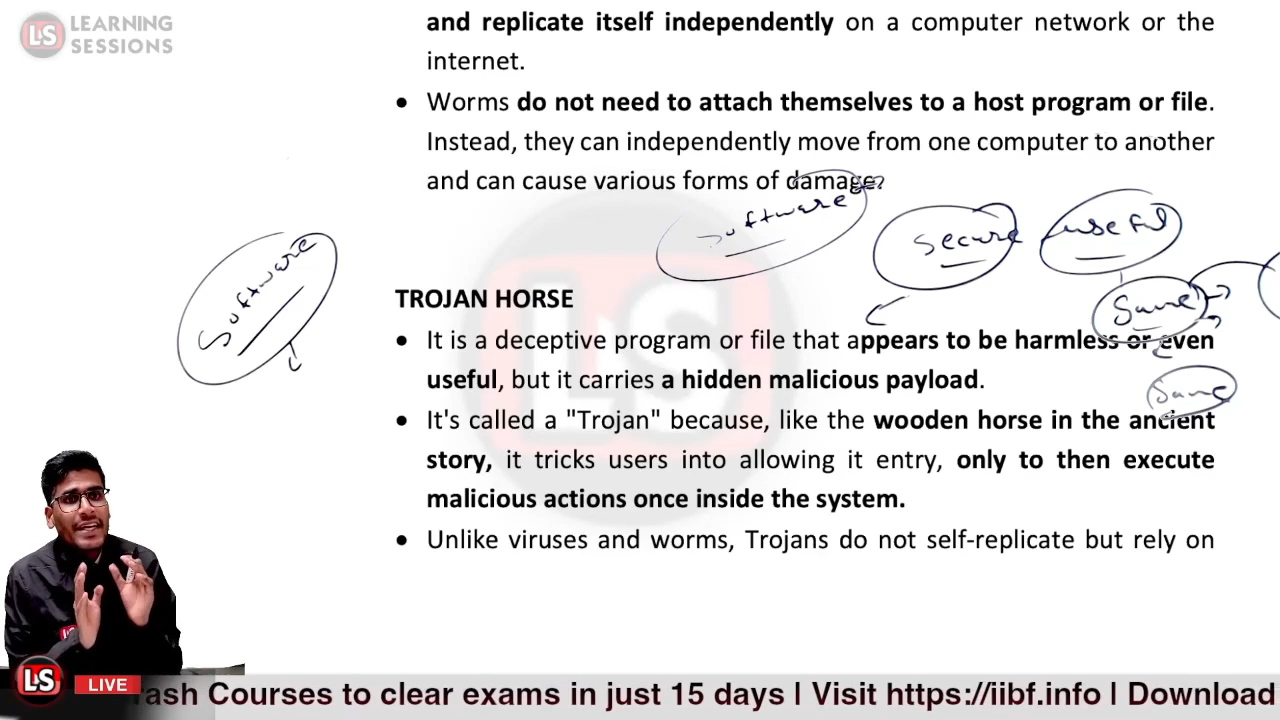 LS LEARNING
SESSIONS
and replicate itself independently on a computer network or the
internet.
• Worms do not need to attach themselves to a host program or file.
Instead, they can independently move from one computer to another
and can cause various forms of damage.
Software
Secure
useful
Software
Same
TROJAN HORSE
• It is a deceptive program or file that appears to be harmless or even
useful, but it carries a hidden malicious payload.
Same
• It's called a "Trojan" because, like the wooden horse in the ancient
story, it tricks users into allowing it entry, only to then execute
malicious actions once inside the system.
• Unlike viruses and worms, Trojans do not self-replicate but rely on
LS
LS LIVE rash Courses to clear exams in just 15 days | Visit https://iibf.info | Download